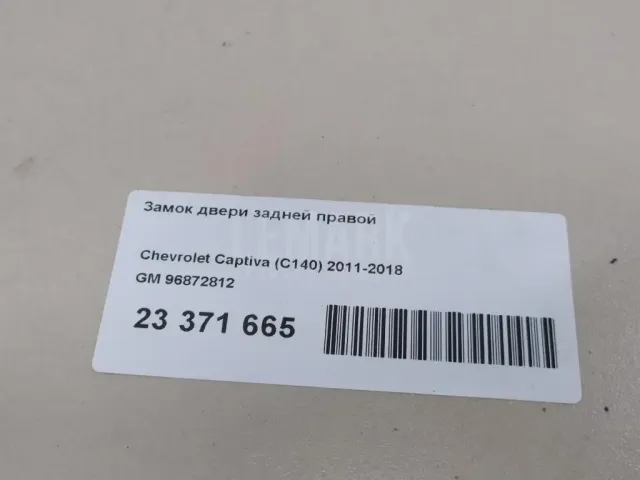 Замок двери задней правой
Chevrolet Captiva (C140) 2011-2018
GM 96872812
23 371 665